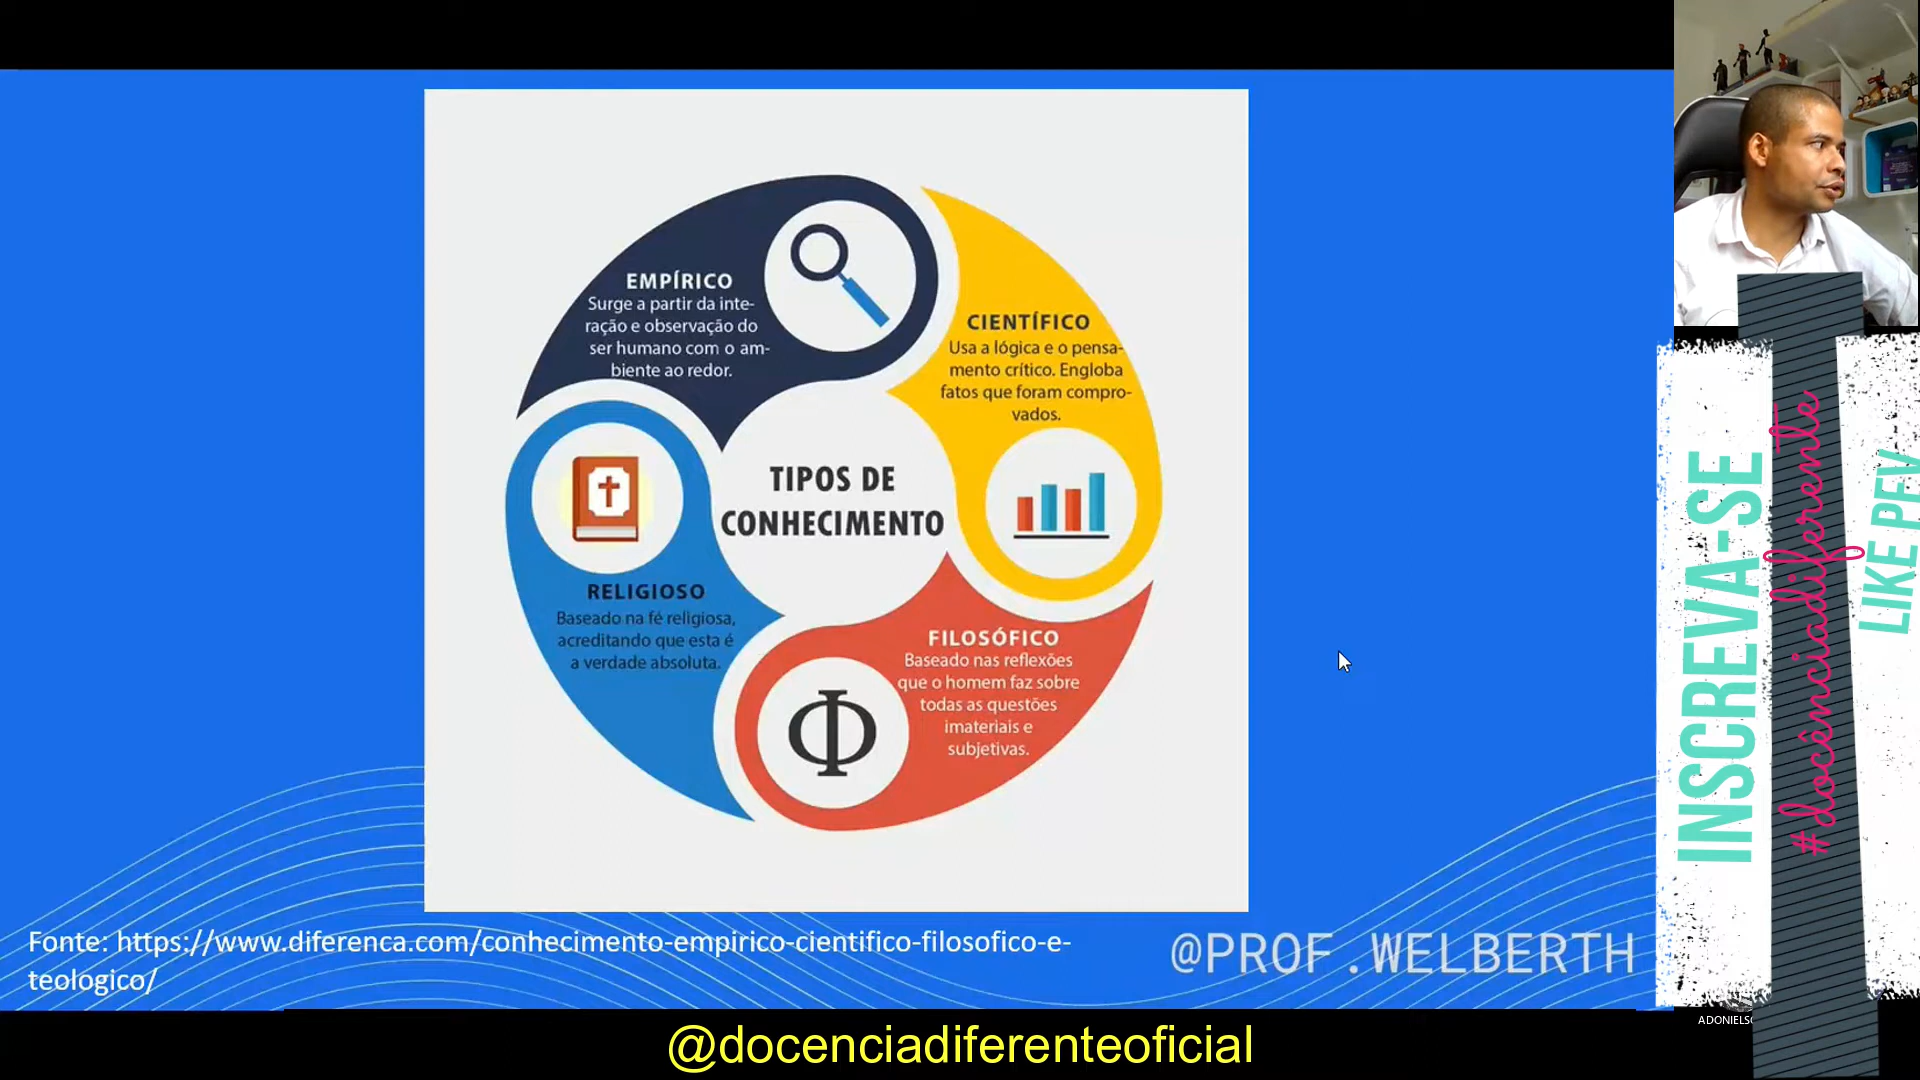 EMPÍRICO
Surge a partir da inte-
ração e observação do
ser humano com o am-
biente ao redor.
CIENTÍFICO
Usa a lógica e o pensa-
mento crítico. Engloba
fatos que foram compro-
vados.
TIPOS DE
CONHECIMENTO
RELIGIOSO
Baseado na fé religiosa,
acreditando que esta é
a verdade absoluta.
FILOSÓFICO
Baseado nas reflexões
que o homem faz sobre
todas as questões
imateriais e
subjetivas.
Φ
Fonte: https://www.diferenca.com/conhecimento-empirico-cientifico-filosofico-e-
teologico/
@PROF.WELBERTH
@docenciadiferenteoficial
INSCREVA-SE
#docênciadiferente
LIKE PFV